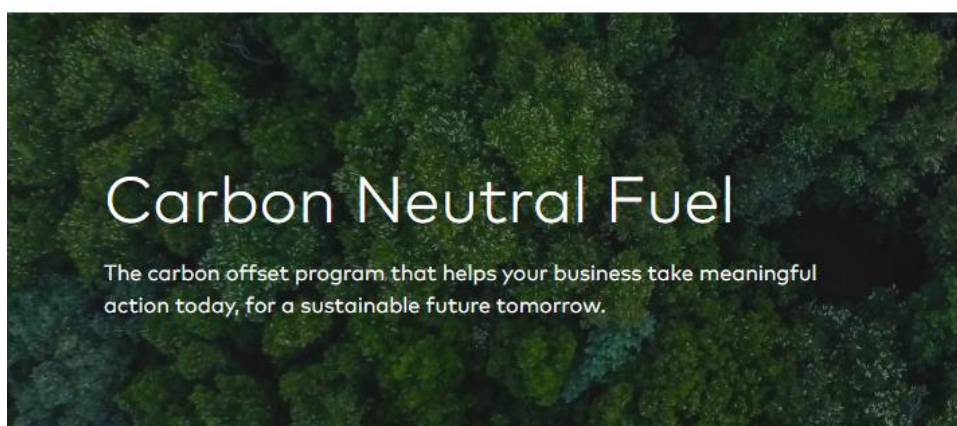 Carbon Neutral Fuel
The carbon offset program that helps your business take meaningful
action today, for a sustainable future tomorrow.